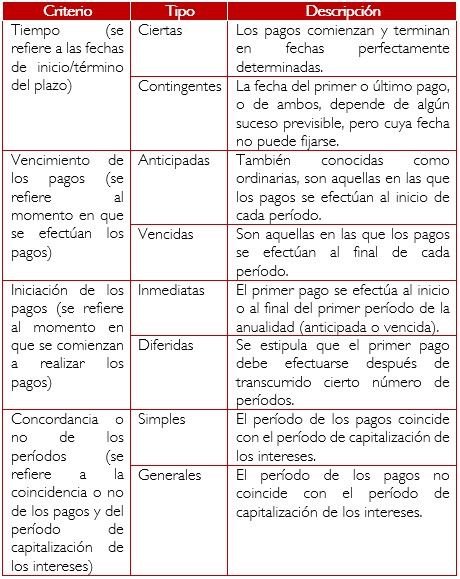 Criterio Tipo Descripción
Tiempo (se
refiere a las fechas
de inicio/término
del plazo)
Ciertas
Los pagos comienzan y terminan
en fechas perfectamente
determinadas.
Contingentes
La fecha del primer o último pago,
o de ambos, depende de algún
suceso previsible, pero cuya fecha
no puede fijarse.
Vencimiento de
los pagos (se
refiere al
momento en que
se efectúan los
pagos)
Anticipadas
También conocidas como
ordinarias, son aquellas en las que
los pagos se efectúan al inicio de
cada período.
Vencidas
Son aquellas en las que los pagos
se efectúan al final de cada
período.
Iniciación de los
pagos (se refiere
al momento en
que se comienzan
a realizar los
pagos)
Inmediatas
El primer pago se efectúa al inicio
o al final del primer período de la
anualidad (anticipada o vencida).
Diferidas
Se estipula que el primer pago
debe efectuarse después de
transcurrido cierto número de
períodos.
Concordancia o
no de los
períodos (se
refiere a la
coincidencia o no
de los pagos y del
período de
capitalización de
los intereses)
Simples
El período de los pagos coincide
con el período de capitalización de
los intereses.
Generales
El período de los pagos no
coincide con el período de
capitalización de los intereses.